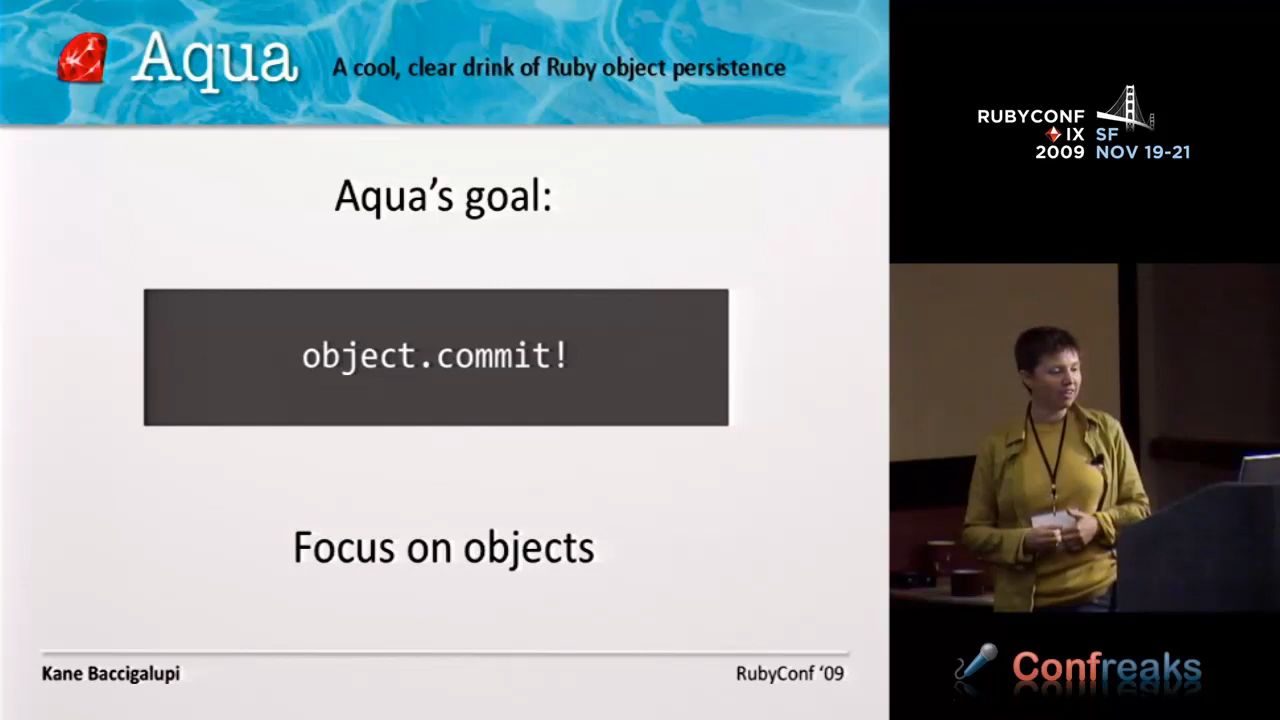 Aqua
A cool, clear drink of Ruby object persistence
Aqua’s goal:
object.commit!
Focus on objects
Kane Baccigalupi
RubyConf ‘09
RUBYCONF
IX
2009
SF
NOV 19-21
Confreaks